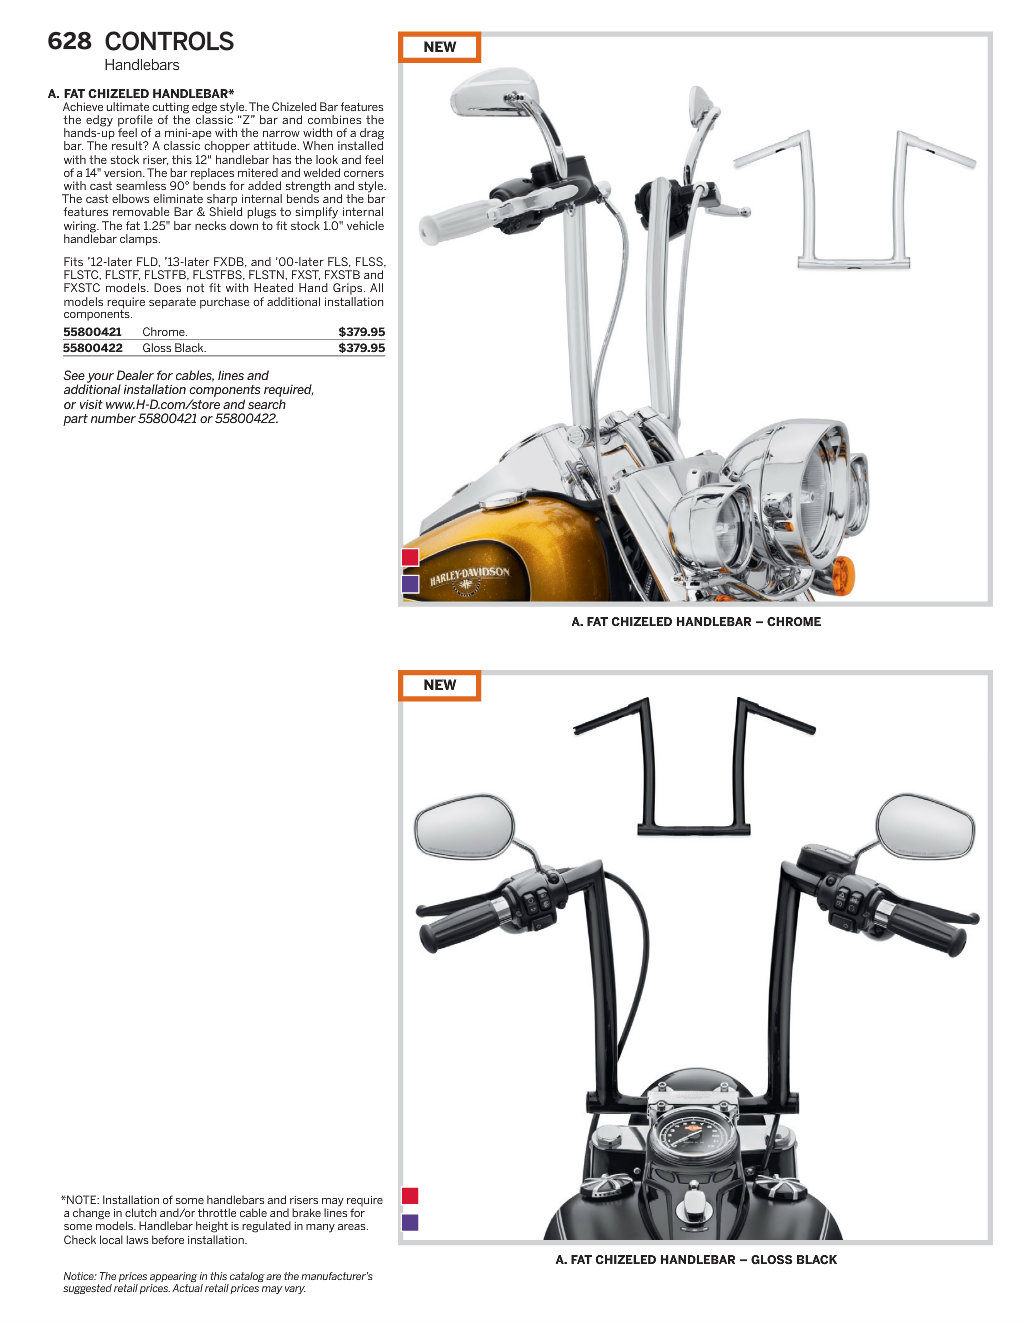 628 CONTROLS
Handlebars
A. FAT CHIZELED HANDLEBAR*
Achieve ultimate cutting edge style. The Chizeled Bar features
the edgy profile of the classic “Z” bar and combines the
hands-up feel of a mini-ape with the narrow width of a drag
bar. The result? A classic chopper attitude. When installed
with the stock riser, this 12" handlebar has the look and feel
of a 14" version. The bar replaces mitered and welded corners
with cast seamless 90° bends for added strength and style.
The cast elbows eliminate sharp internal bends and the bar
features removable Bar & Shield plugs to simplify internal
wiring. The fat 1.25" bar necks down to fit stock 1.0" vehicle
handlebar clamps.
Fits ’12-later FLD, ’13-later FXDB, and ’00-later FLS, FLSS,
FLSTC, FLSTF, FLSTFB, FLSTFBS, FLSTN, FXST, FXSTB and
FXSTC models. Does not fit with Heated Hand Grips. All
models require separate purchase of additional installation
components.
55800421 Chrome. $379.95
55800422 Gloss Black. $379.95
See your Dealer for cables, lines and
additional installation components required,
or visit www.H-D.com/store and search
part number 55800421 or 55800422.
NEW
HARLEY-DAVIDSON
A. FAT CHIZELED HANDLEBAR – CHROME
NEW
A. FAT CHIZELED HANDLEBAR – GLOSS BLACK
*NOTE: Installation of some handlebars and risers may require
a change in clutch and/or throttle cable and brake lines for
some models. Handlebar height is regulated in many areas.
Check local laws before installation.
Notice: The prices appearing in this catalog are the manufacturer’s
suggested retail prices. Actual retail prices may vary.